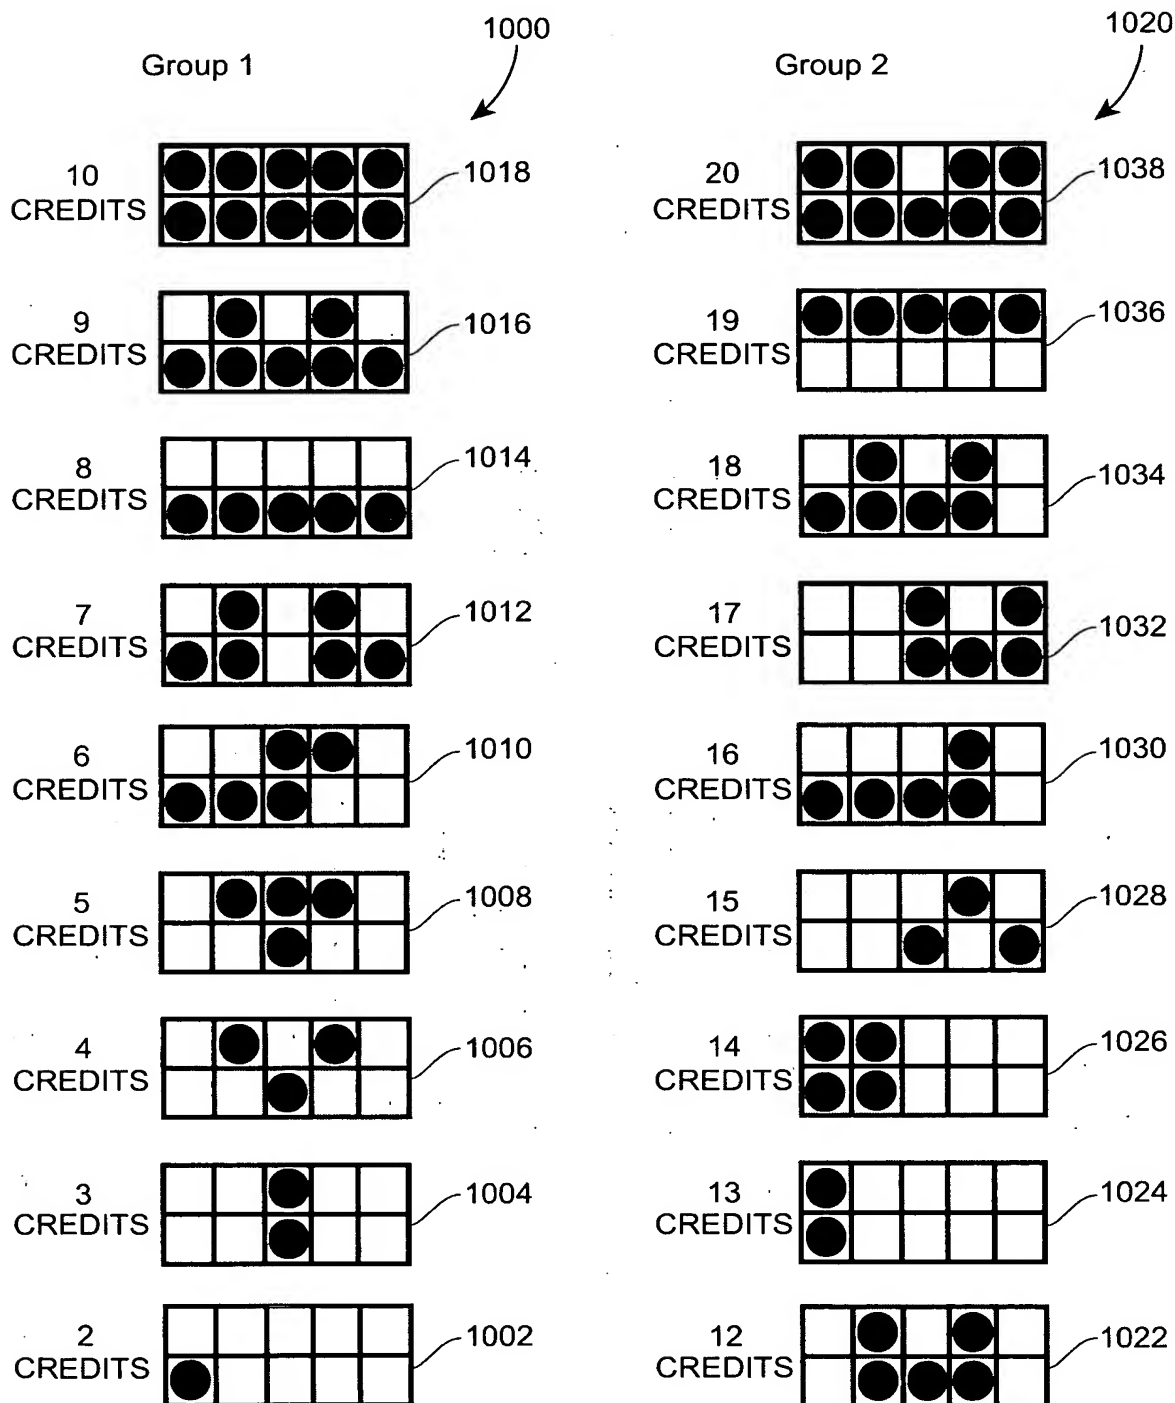 1000
Group 1
10
CREDITS
1018
9
CREDITS
1016
8
CREDITS
1014
7
CREDITS
1012
6
CREDITS
1010
5
CREDITS
1008
4
CREDITS
1006
3
CREDITS
1004
2
CREDITS
1002
1020
Group 2
20
CREDITS
1038
19
CREDITS
1036
18
CREDITS
1034
17
CREDITS
1032
16
CREDITS
1030
15
CREDITS
1028
14
CREDITS
1026
13
CREDITS
1024
12
CREDITS
1022